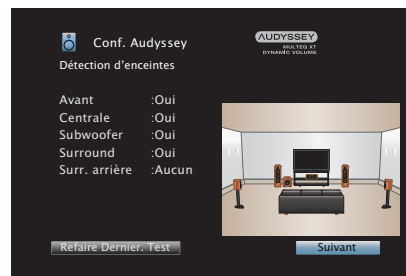 Conf. Audyssey
AUDYSSEY
MULTEQ XT
DYNAMIC VOLUME
Détection d'enceintes
Avant :Oui
Centrale :Oui
Subwoofer :Oui
Surround :Oui
Surr. arrière :Aucun
Refaire Dernier. Test
Suivant